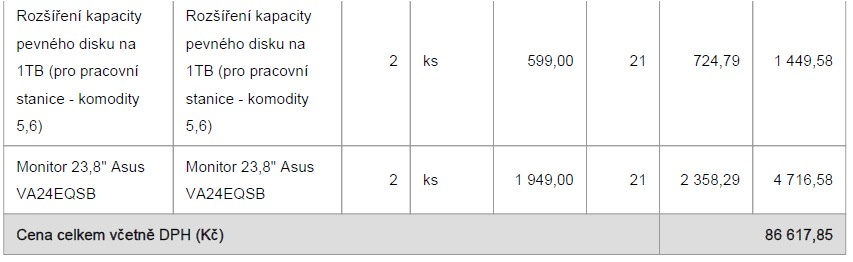 Rozšíření kapacity Rozšíření kapacity
pevného disku na pevného disku na
1TB (pro pracovní 1TB (pro pracovní 2 ks 599,00 21 724,79 1 449,58
stanice - komodity stanice - komodity
5,6) 5,6)
Monitor 23,8" Asus Monitor 23,8" Asus 2 ks 1 949,00 21 2 358,29 4 716,58
VA24EQSB VA24EQSB
Cena celkem včetně DPH (Kč) 86 617,85